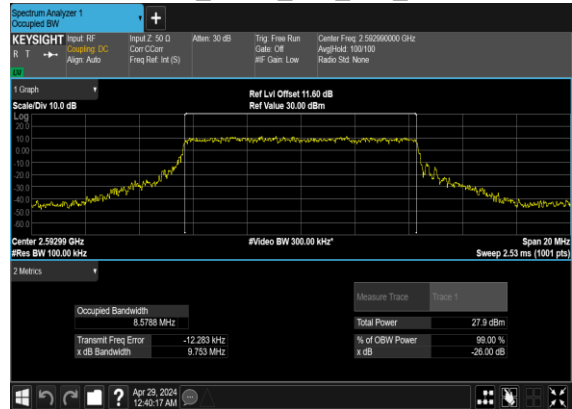 Spectrum Analyzer 1
Occupied BW
KEYSIGHT Input: RF Input Z: 50 Ω Atten: 30 dB Trig: Free Run Center Freq: 2.592990000 GHz
R T Coupling: DC Corr CCorr Gate: Off Avg|Hold: 100/100
Align: Auto Freq Ref: Int (S) #IF Gain: Low Radio Std: None
1 Graph Ref Lvl Offset 11.60 dB
Scale/Div 10.0 dB Ref Value 30.00 dBm
Log
20.0
10.0
0.00
-10.0
-20.0
-30.0
-40.0
-50.0
-60.0
Center 2.59299 GHz #Video BW 300.00 kHz* Span 20 MHz
#Res BW 100.00 kHz Sweep 2.53 ms (1001 pts)
2 Metrics
Measure Trace Trace 1
Occupied Bandwidth
8.5788 MHz Total Power 27.9 dBm
Transmit Freq Error -12.283 kHz % of OBW Power 99.00 %
x dB Bandwidth 9.753 MHz x dB -26.00 dB
?
Apr 29, 2024
12:40:17 AM